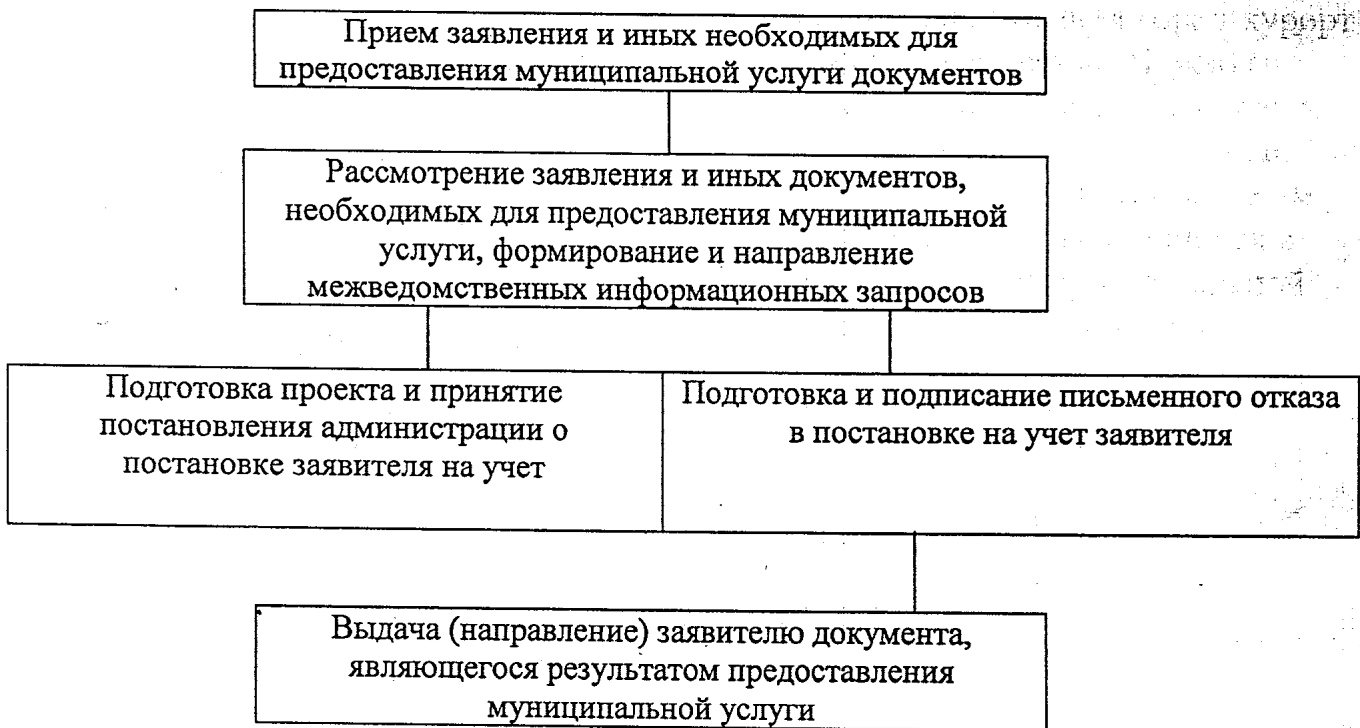 Прием заявления и иных необходимых для
предоставления муниципальной услуги документов
Рассмотрение заявления и иных документов,
необходимых для предоставления муниципальной
услуги, формирование и направление
межведомственных информационных запросов
Подготовка проекта и принятие
постановления администрации о
постановке заявителя на учет
Подготовка и подписание письменного отказа
в постановке на учет заявителя
Выдача (направление) заявителю документа,
являющегося результатом предоставления
муниципальной услуги